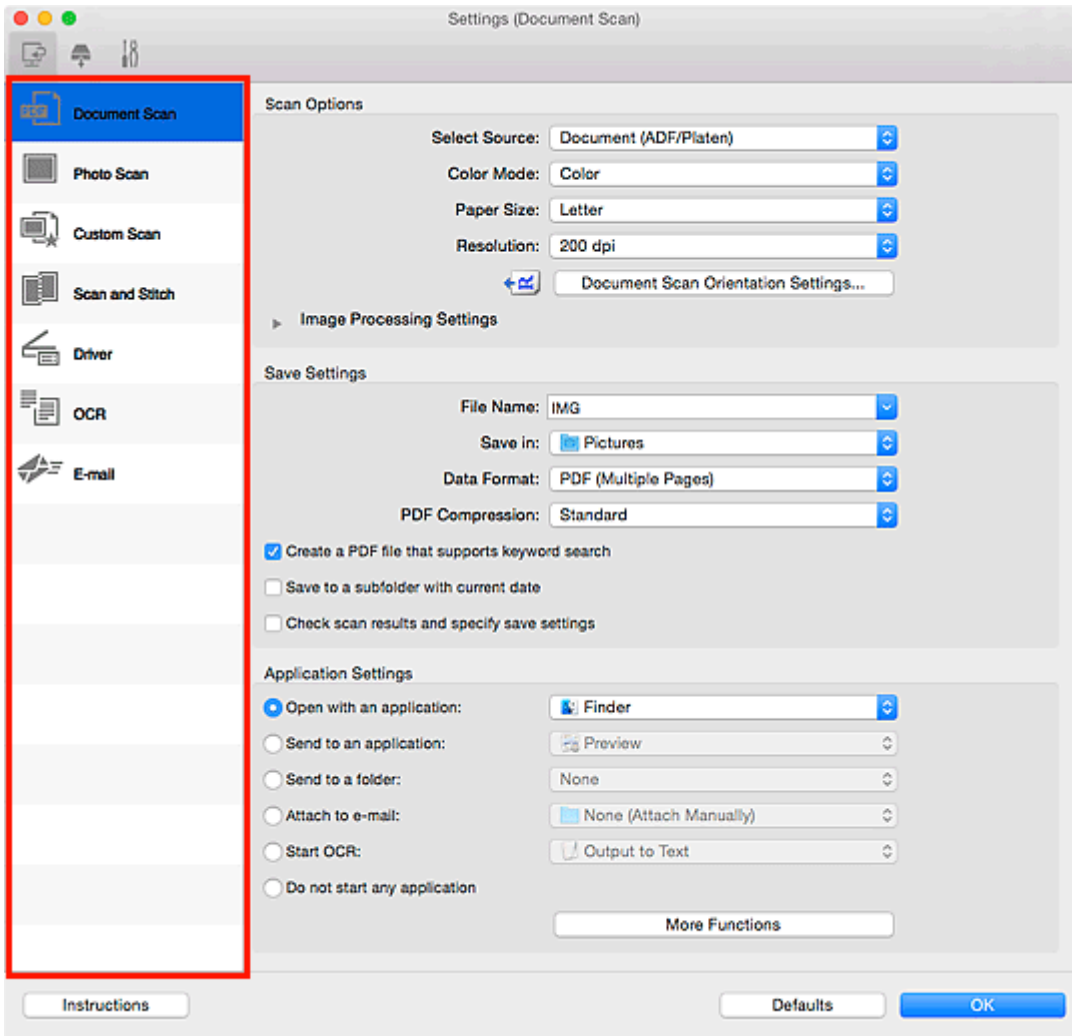 Settings (Document Scan)
Document Scan
Photo Scan
Custom Scan
Scan and Stitch
Driver
OCR
E-mail
Scan Options
Select Source: Document (ADF/Platen)
Color Mode: Color
Paper Size: Letter
Resolution: 200 dpi
Document Scan Orientation Settings...
Image Processing Settings
Save Settings
File Name: IMG
Save in: Pictures
Data Format: PDF (Multiple Pages)
PDF Compression: Standard
Create a PDF file that supports keyword search
Save to a subfolder with current date
Check scan results and specify save settings
Application Settings
Open with an application: Finder
Send to an application: Preview
Send to a folder: None
Attach to e-mail: None (Attach Manually)
Start OCR: Output to Text
Do not start any application
More Functions
Instructions Defaults OK